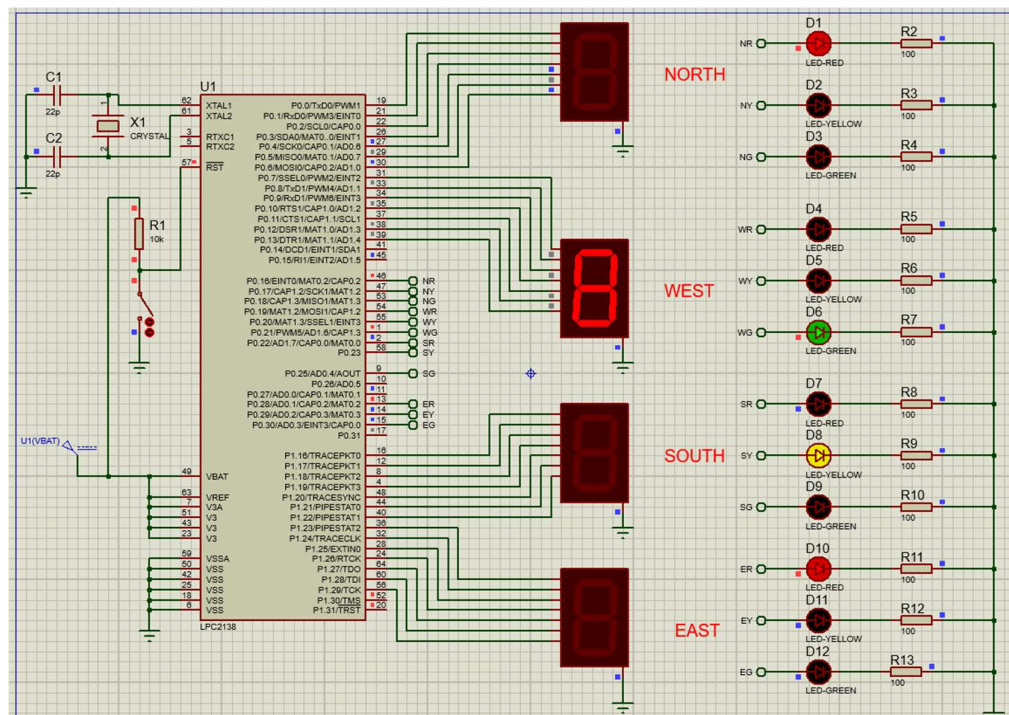 C1
22p
C2
22p
X1
CRYSTAL
1
2
R1
10k
U1(VBAT)
U1
62 XTAL1
61 XTAL2
3 RTXC1
5 RTXC2
57 RST
49 VBAT
63 VREF
7 V3A
51 V3
43 V3
23 V3
59 VSSA
50 VSS
42 VSS
25 VSS
18 VSS
6 VSS
P0.0/TxD0/PWM1 19
P0.1/RxD0/PWM3/EINT0 21
P0.2/SCL0/CAP0.0 22
P0.3/SDA0/MAT0..0/EINT1 26
P0.4/SCK0/CAP0.1/AD0.6 27
P0.5/MISO0/MAT0.1/AD0.7 29
P0.6/MOSI0/CAP0.2/AD1.0 30
P0.7/SSEL0/PWM2/EINT2 31
P0.8/TxD1/PWM4/AD1.1 33
P0.9/RxD1/PWM6/EINT3 34
P0.10/RTS1/CAP1.0/AD1.2 35
P0.11/CTS1/CAP1.1/SCL1 37
P0.12/DSR1/MAT1.0/AD1.3 38
P0.13/DTR1/MAT1.1/AD1.4 39
P0.14/DCD1/EINT1/SDA1 41
P0.15/RI1/EINT2/AD1.5 45
P0.16/EINT0/MAT0.2/CAP0.2 46 NR
P0.17/CAP1.2/SCK1/MAT1.2 47 NY
P0.18/CAP1.3/MISO1/MAT1.3 53 NG
P0.19/MAT1.2/MOSI1/CAP1.2 54 WR
P0.20/MAT1.3/SSEL1/EINT3 55 WY
P0.21/PWM5/AD1.6/CAP1.3 1 WG
P0.22/AD1.7/CAP0.0/MAT0.0 2 SR
P0.23 58 SY
P0.25/AD0.4/AOUT 9 SG
P0.26/AD0.5 10
P0.27/AD0.0/CAP0.1/MAT0.1 11
P0.28/AD0.1/CAP0.2/MAT0.2 13 ER
P0.29/AD0.2/CAP0.3/MAT0.3 14 EY
P0.30/AD0.3/EINT3/CAP0.0 15 EG
P0.31 17
P1.16/TRACEPKT0 16
P1.17/TRACEPKT1 12
P1.18/TRACEPKT2 8
P1.19/TRACEPKT3 4
P1.20/TRACESYNC 48
P1.21/PIPESTAT0 44
P1.22/PIPESTAT1 40
P1.23/PIPESTAT2 36
P1.24/TRACECLK 32
P1.25/EXTIN0 28
P1.26/RTCK 24
P1.27/TDO 64
P1.28/TDI 60
P1.29/TCK 56
P1.30/TMS 52
P1.31/TRST 20
LPC2138
NORTH
WEST
SOUTH
EAST
NR D1 LED-RED R2 100
NY D2 LED-YELLOW R3 100
NG D3 LED-GREEN R4 100
WR D4 LED-RED R5 100
WY D5 LED-YELLOW R6 100
WG D6 LED-GREEN R7 100
SR D7 LED-RED R8 100
SY D8 LED-YELLOW R9 100
SG D9 LED-GREEN R10 100
ER D10 LED-RED R11 100
EY D11 LED-YELLOW R12 100
EG D12 LED-GREEN R13 100